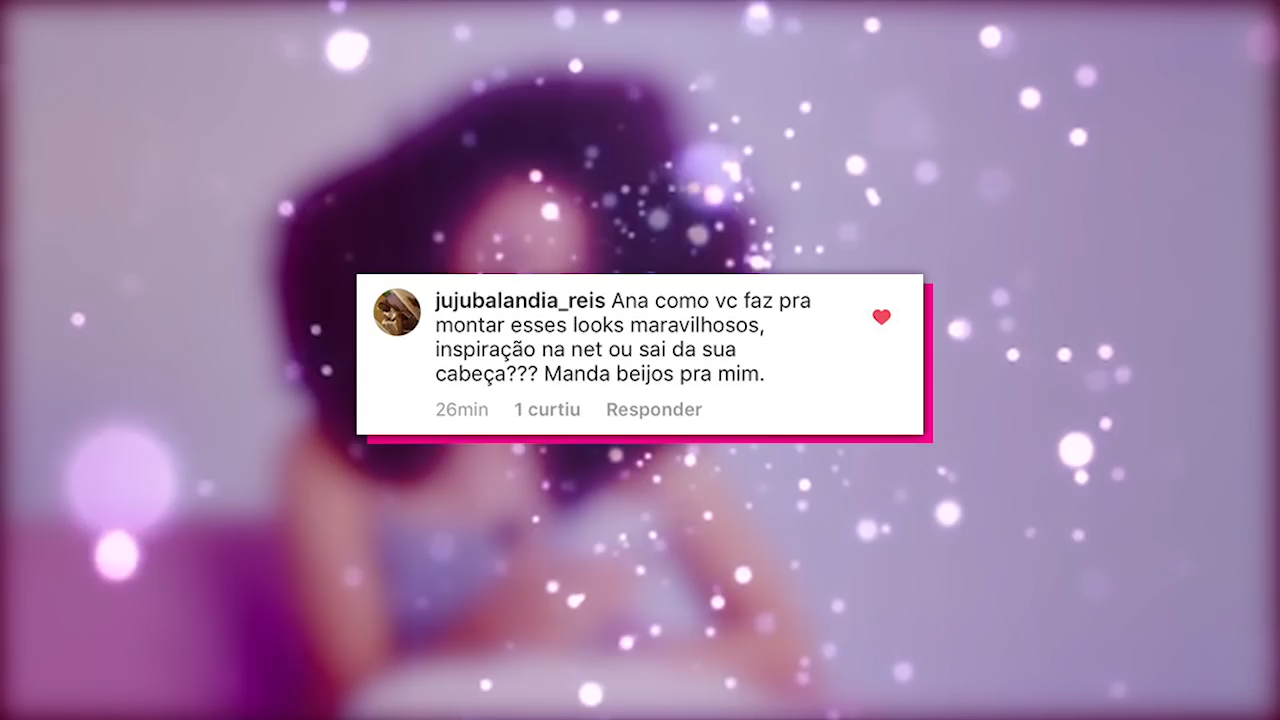 jujubalandia_reis Ana como vc faz pra
montar esses looks maravilhosos,
inspiração na net ou sai da sua
cabeça??? Manda beijos pra mim.
26min 1 curtiu Responder